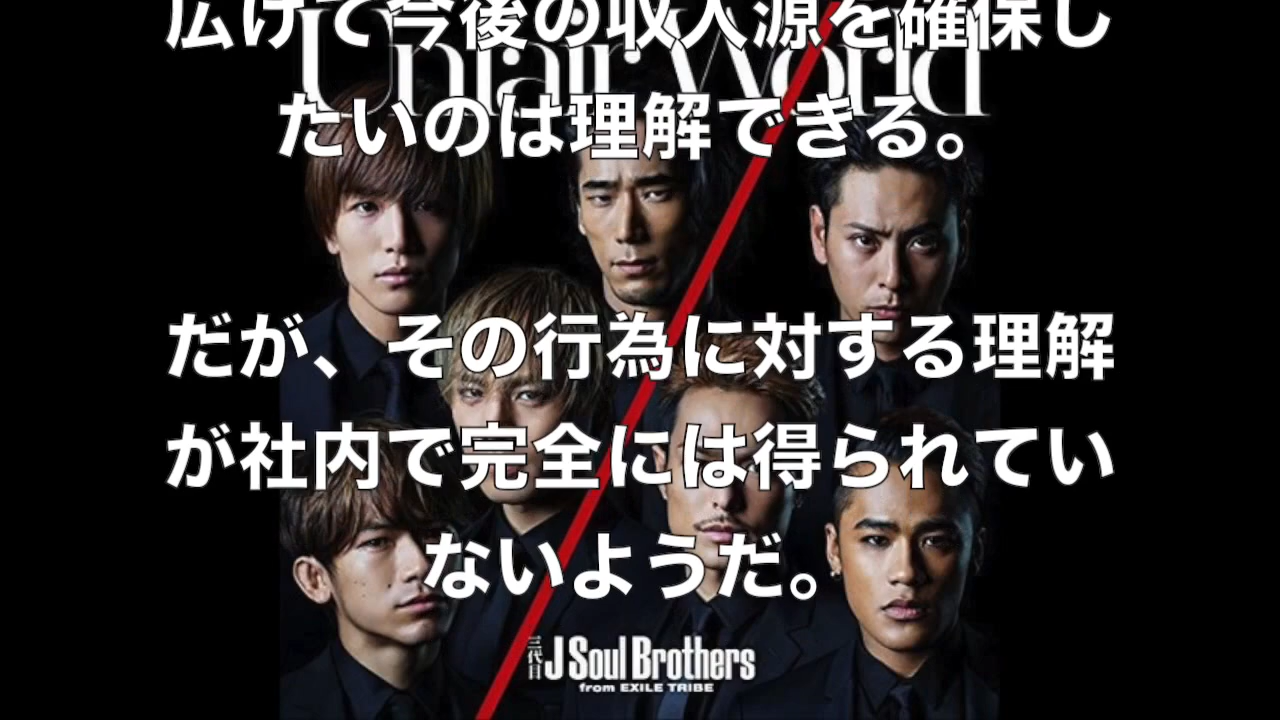 広げて今後の収入源を確保し
Unfair World
たいのは理解できる。
だが、その行為に対する理解
が社内で完全には得られてい
ないようだ。
三代目 J Soul Brothers
from EXILE TRIBE